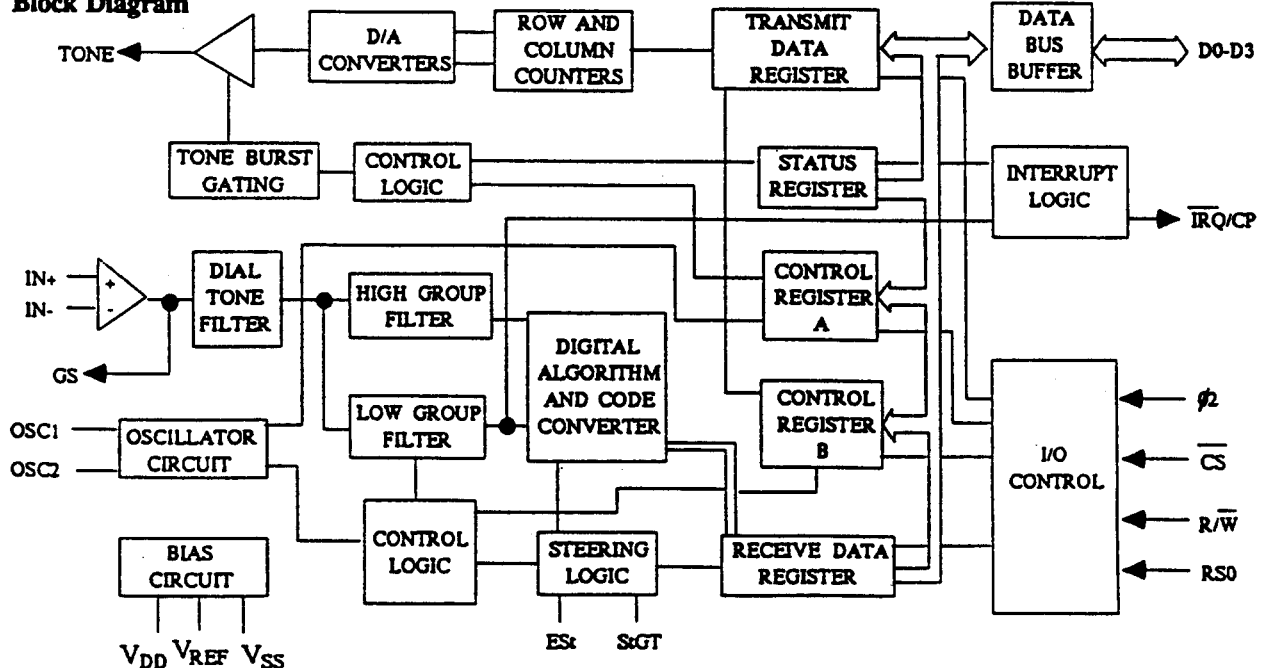 Block Diagram
TONE
D/A
CONVERTERS
ROW AND
COLUMN
COUNTERS
TRANSMIT
DATA
REGISTER
DATA
BUS
BUFFER
D0-D3
TONE BURST
GATING
CONTROL
LOGIC
STATUS
REGISTER
INTERRUPT
LOGIC
IRQ/CP
IN+
IN-
+
-
GS
DIAL
TONE
FILTER
HIGH GROUP
FILTER
DIGITAL
ALGORITHM
AND CODE
CONVERTER
CONTROL
REGISTER
A
LOW GROUP
FILTER
CONTROL
REGISTER
B
OSC1
OSC2
OSCILLATOR
CIRCUIT
I/O
CONTROL
ϕ2
CS
R/W
RS0
CONTROL
LOGIC
STEERING
LOGIC
RECEIVE DATA
REGISTER
BIAS
CIRCUIT
ESt
StGT
VDD VREF VSS